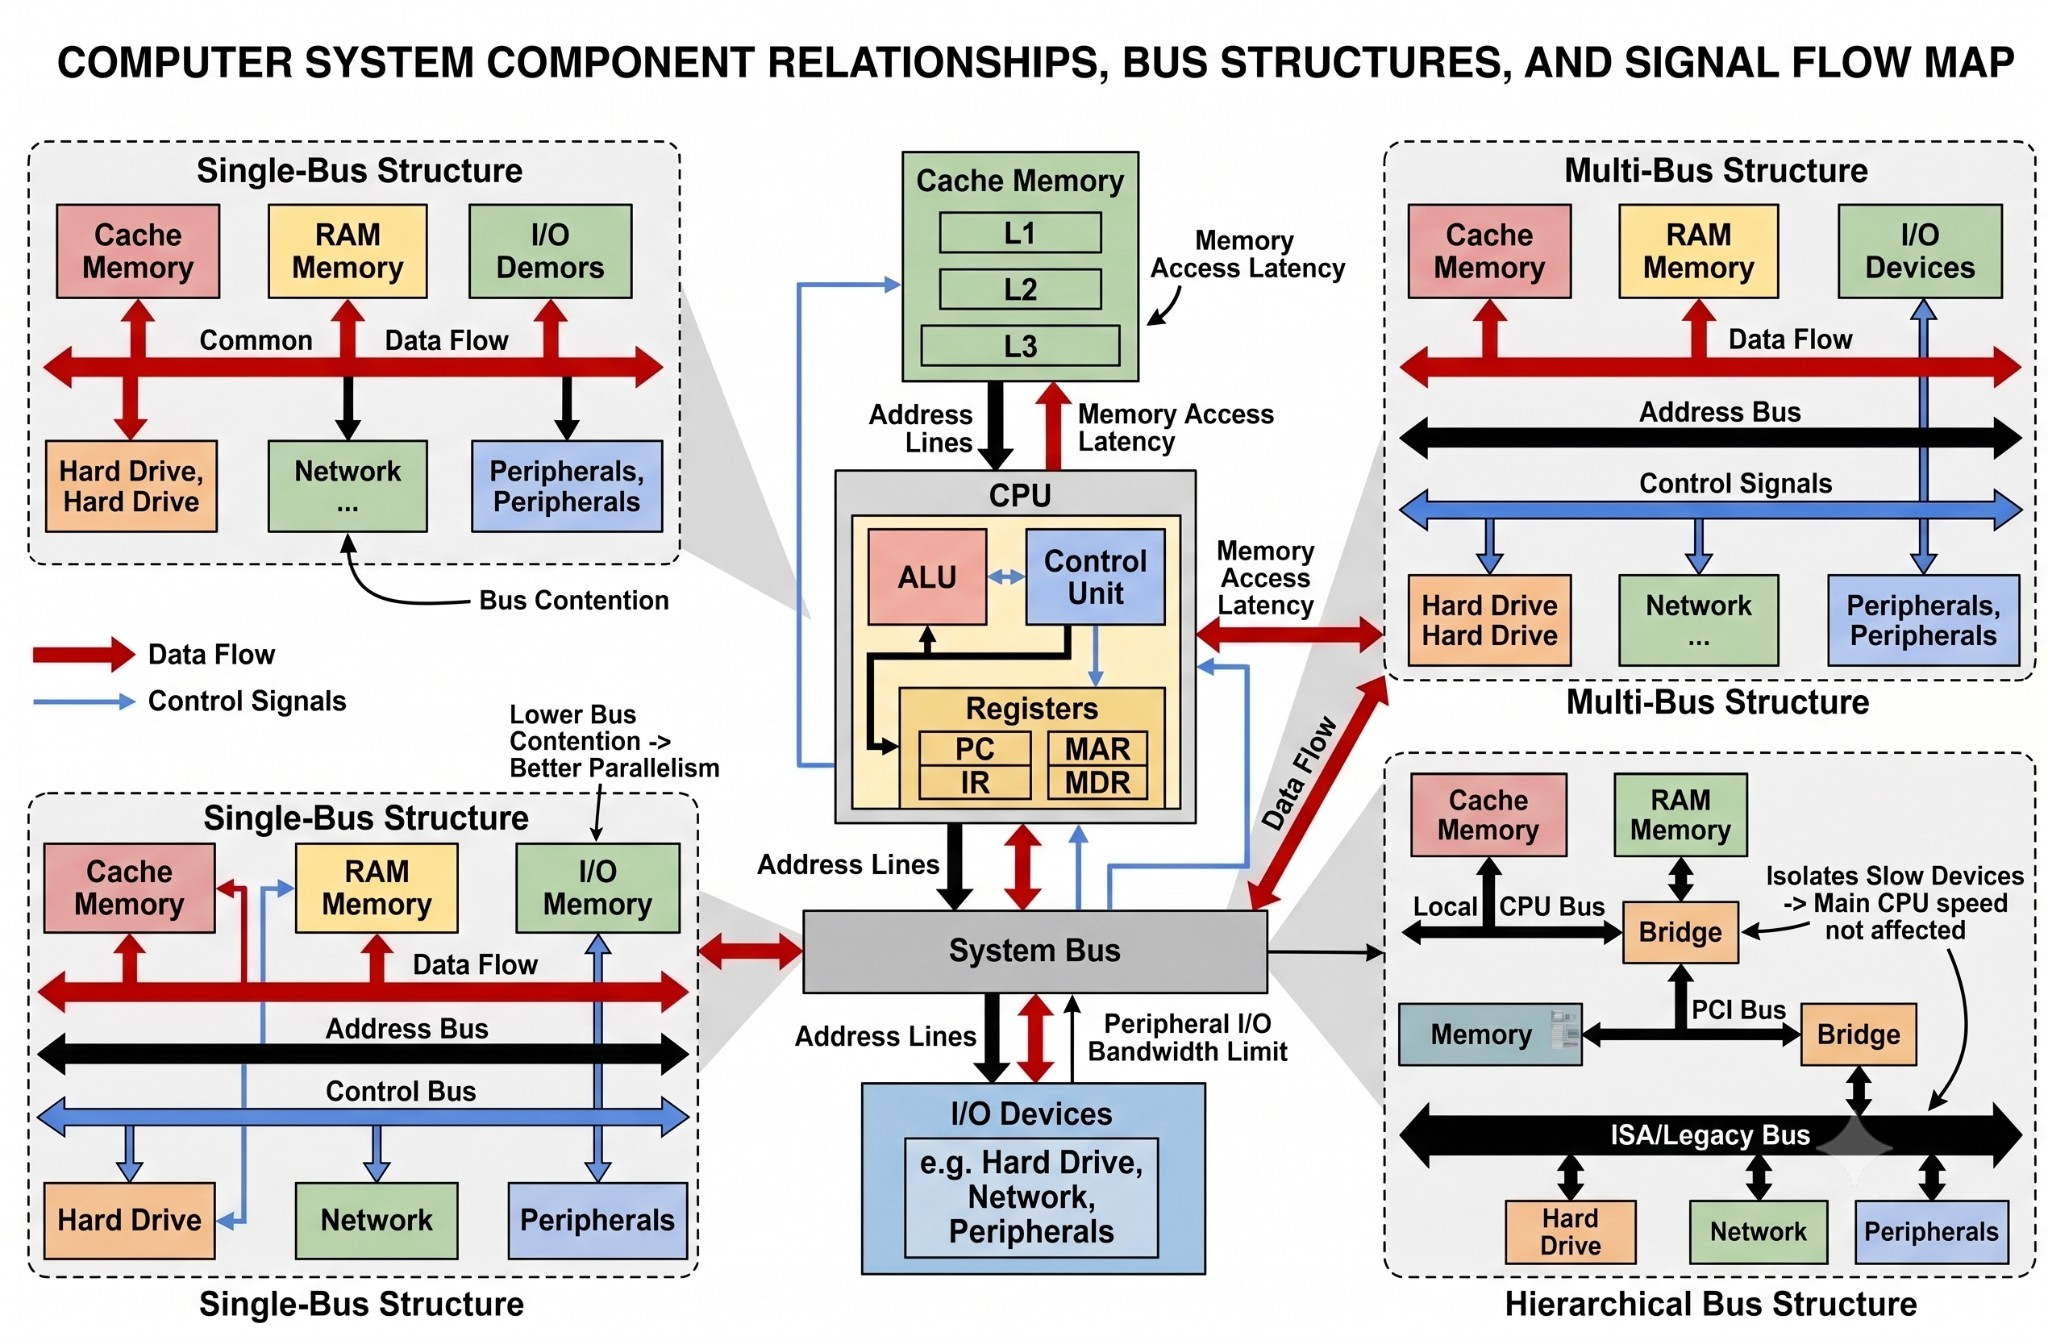 COMPUTER SYSTEM COMPONENT RELATIONSHIPS, BUS STRUCTURES, AND SIGNAL FLOW MAP
Single-Bus Structure
Cache
Memory
RAM
Memory
I/O
Demors
Common
Data Flow
Hard Drive,
Hard Drive
Network
...
Peripherals,
Peripherals
Bus Contention
Data Flow
Control Signals
Lower Bus
Contention ->
Better Parallelism
Single-Bus Structure
Cache
Memory
RAM
Memory
I/O
Memory
Data Flow
Address Bus
Control Bus
Hard Drive
Network
Peripherals
Single-Bus Structure
Cache Memory
L1
L2
L3
Memory
Access Latency
Address
Lines
Memory Access
Latency
CPU
ALU
Control
Unit
Registers
PC
MAR
IR
MDR
Memory
Access
Latency
Data Flow
Address Lines
System Bus
Address Lines
Peripheral I/O
Bandwidth Limit
I/O Devices
e.g. Hard Drive,
Network,
Peripherals
Multi-Bus Structure
Cache
Memory
RAM
Memory
I/O
Devices
Data Flow
Address Bus
Control Signals
Hard Drive
Hard Drive
Network
...
Peripherals,
Peripherals
Multi-Bus Structure
Cache
Memory
RAM
Memory
Isolates Slow Devices
-> Main CPU speed
not affected
Local
CPU Bus
Bridge
Memory
PCI Bus
Bridge
ISA/Legacy Bus
Hard
Drive
Network
Peripherals
Hierarchical Bus Structure